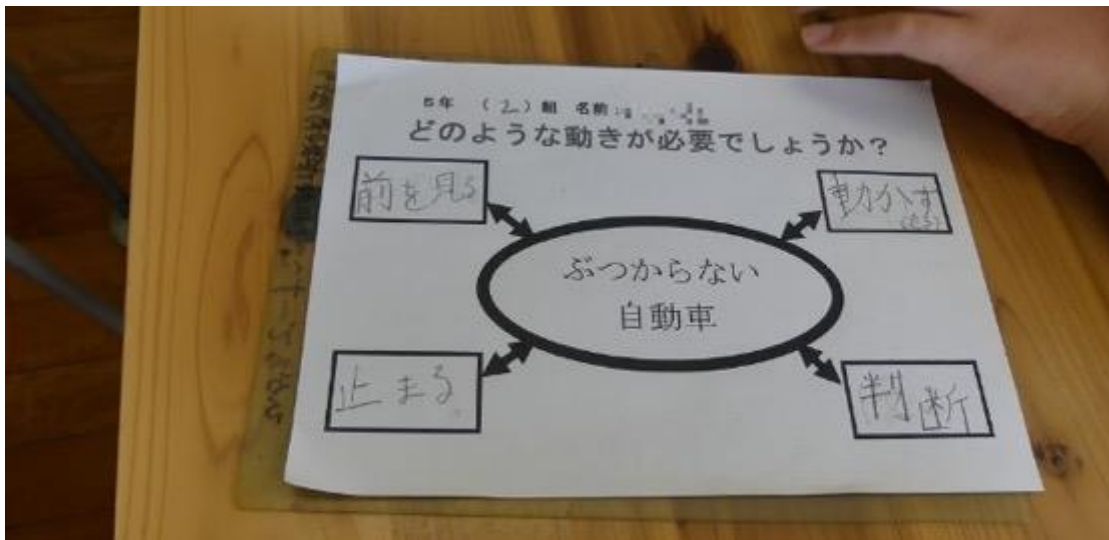 5年 (2)組 名前:
どのような動きが必要でしょうか?
前を見る
動かす
ぶつからない
自動車
止まる
判断